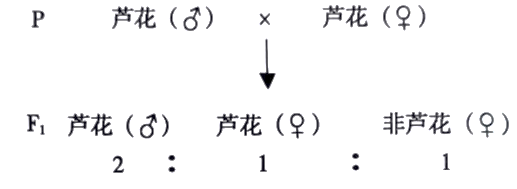 P 芦花(♂) × 芦花(♀)
F₁ 芦花(♂) 芦花(♀) 非芦花(♀)
2 : 1 : 1